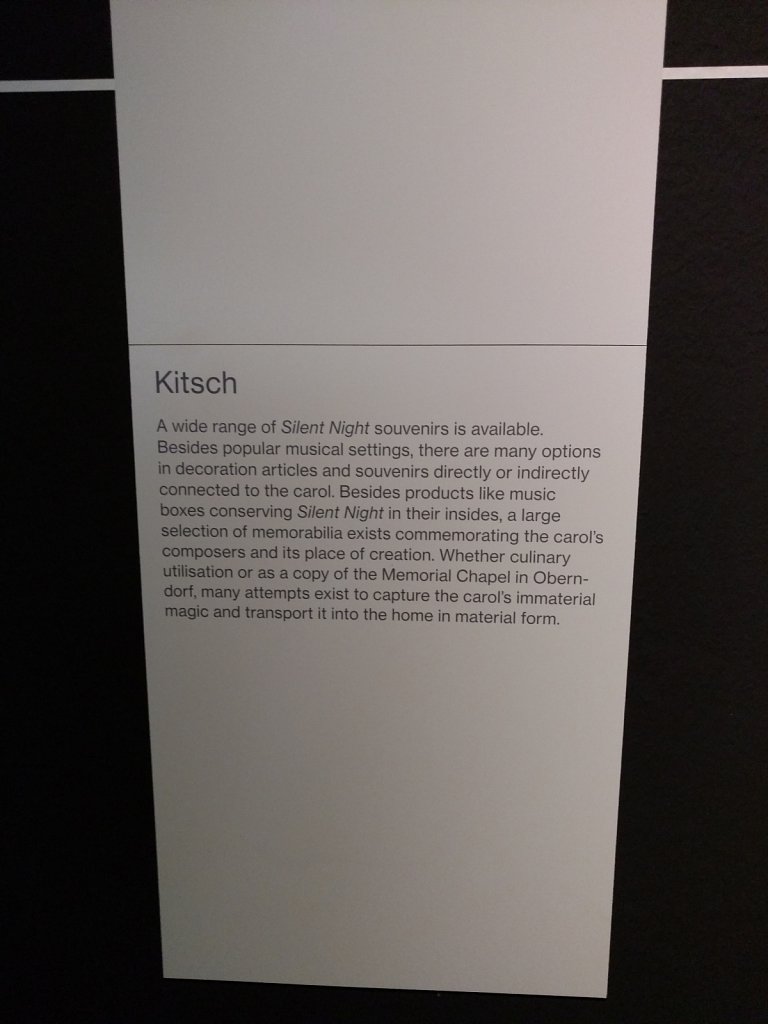 Kitsch
A wide range of Silent Night souvenirs is available.
Besides popular musical settings, there are many options
in decoration articles and souvenirs directly or indirectly
connected to the carol. Besides products like music
boxes conserving Silent Night in their insides, a large
selection of memorabilia exists commemorating the carol's
composers and its place of creation. Whether culinary
utilisation or as a copy of the Memorial Chapel in Obern-
dorf, many attempts exist to capture the carol's immaterial
magic and transport it into the home in material form.